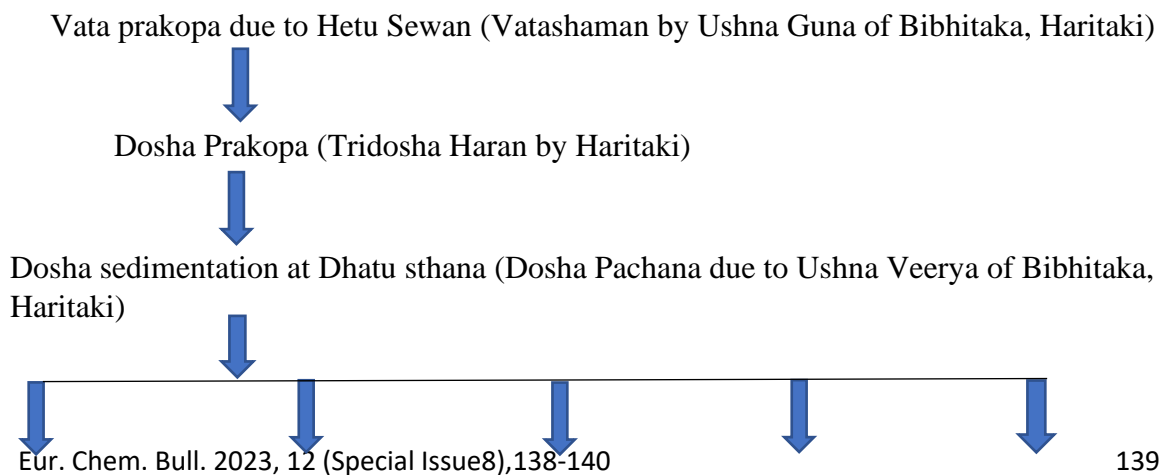 Vata prakopa due to Hetu Sewan (Vatashaman by Ushna Guna of Bibhitaka, Haritaki)
Dosha Prakopa (Tridosha Haran by Haritaki)
Dosha sedimentation at Dhatu sthana (Dosha Pachana due to Ushna Veerya of Bibhitaka,
Haritaki)
Eur. Chem. Bull. 2023, 12 (Special Issue8),138-140 139